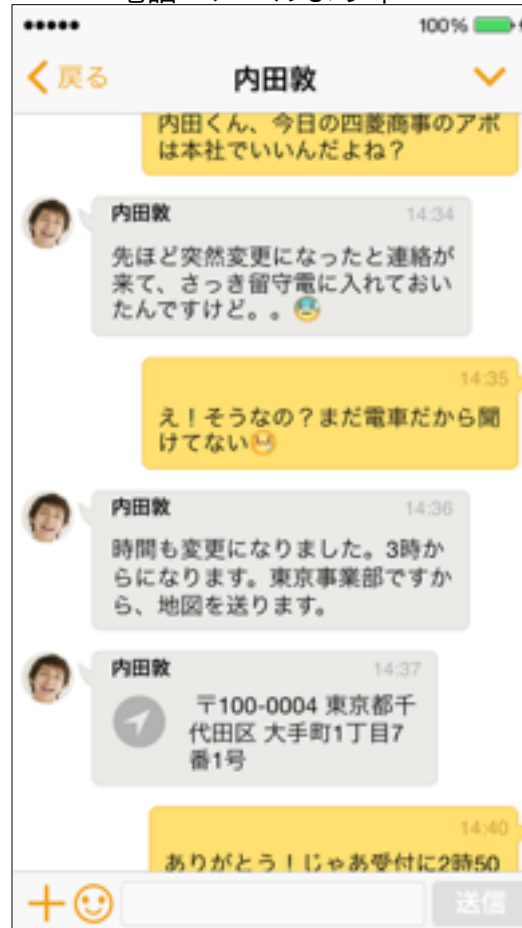 100%
戻る
内田敦
内田くん、今日の四菱商事のアポ
は本社でいいんだよね?
内田敦 14:34
先ほど突然変更になったと連絡が
来て、さっき留守電に入れておい
たんですけど。。
14:35
え!そうなの?まだ電車だから聞
けてない
内田敦 14:36
時間も変更になりました。3時か
らになります。東京事業部ですか
ら、地図を送ります。
内田敦 14:37
〒100-0004 東京都千
代田区 大手町1丁目7
番1号
14:40
ありがとう!じゃあ受付に2時50
送信